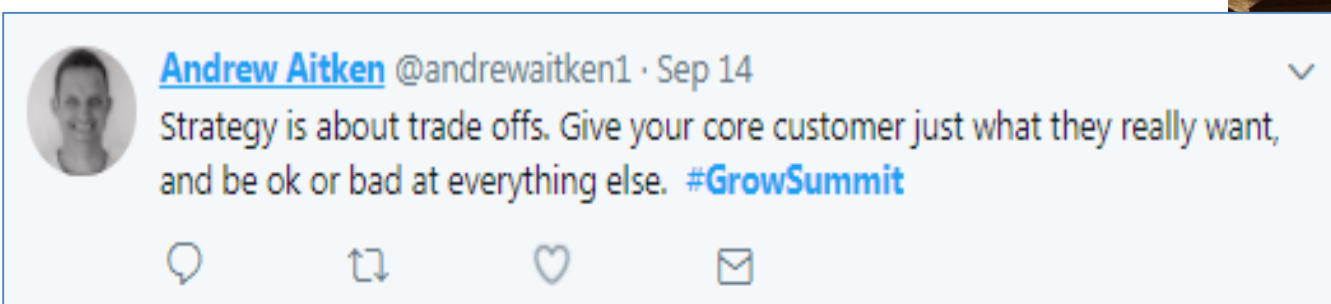 Andrew Aitken @andrewaitken1 · Sep 14
Strategy is about trade offs. Give your core customer just what they really want,
and be ok or bad at everything else. #GrowSummit